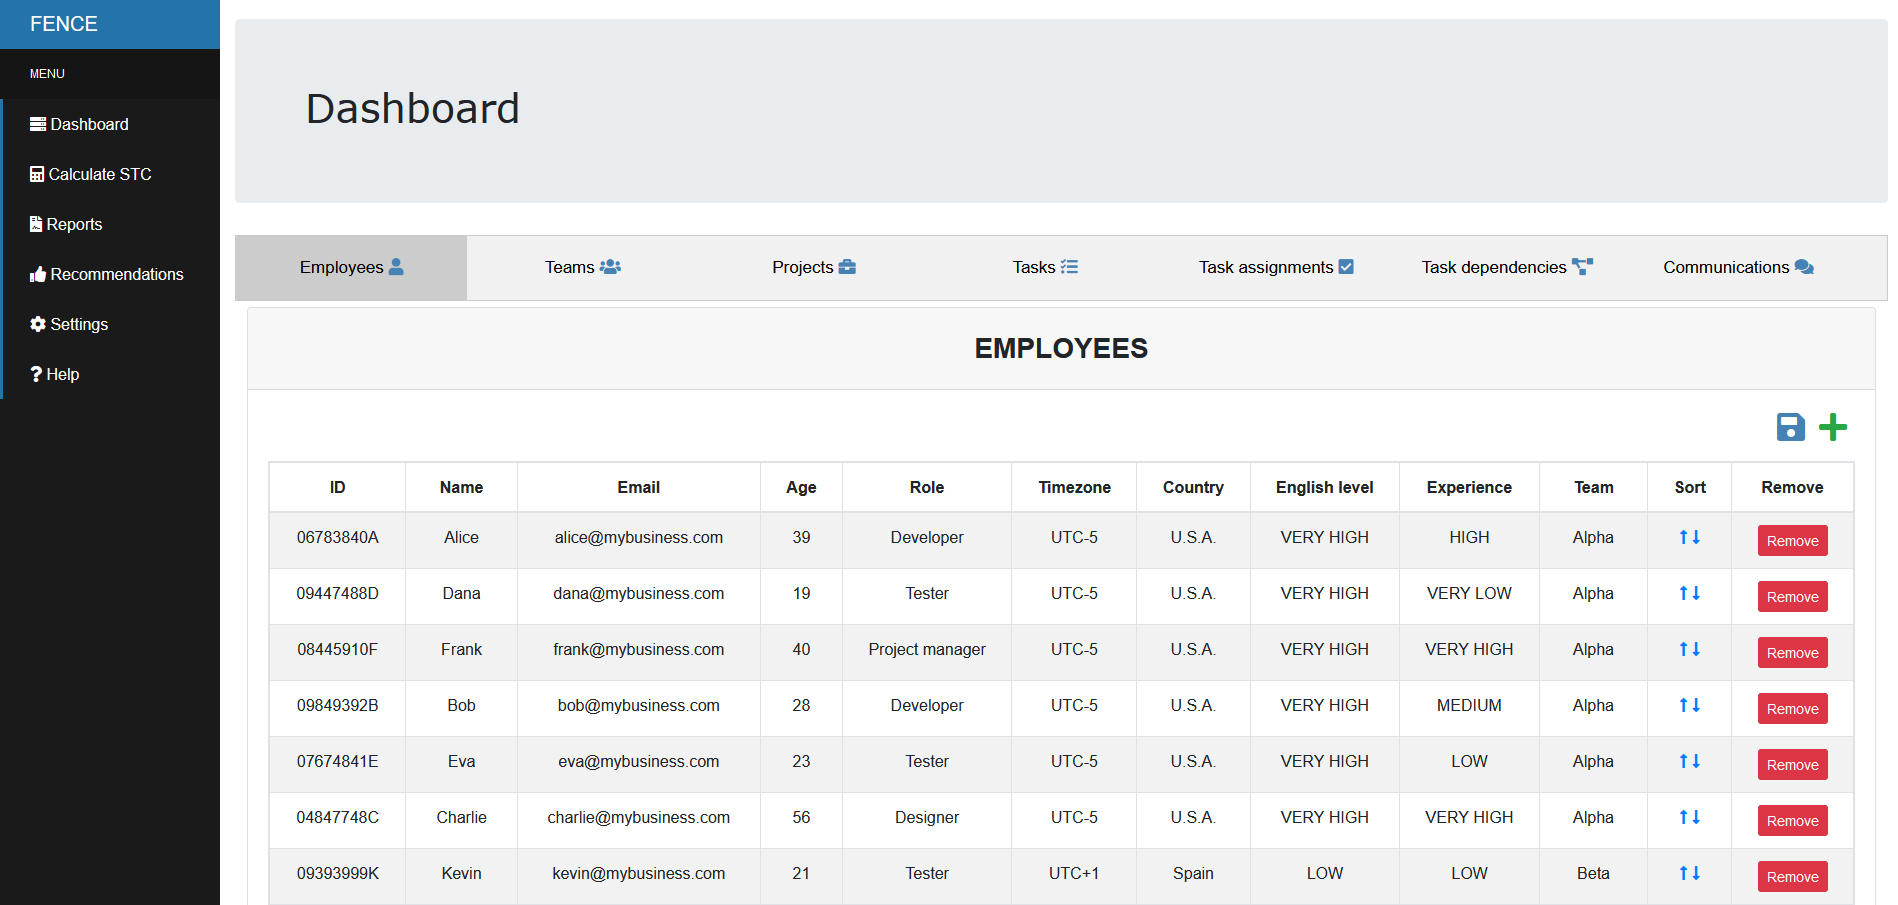 FENCE
MENU
Dashboard
Calculate STC
Reports
Recommendations
Settings
Help
Dashboard
Employees Teams Projects Tasks Task assignments Task dependencies Communications
EMPLOYEES
ID Name Email Age Role Timezone Country English level Experience Team Sort Remove
06783840A Alice alice@mybusiness.com 39 Developer UTC-5 U.S.A. VERY HIGH HIGH Alpha Remove
09447488D Dana dana@mybusiness.com 19 Tester UTC-5 U.S.A. VERY HIGH VERY LOW Alpha Remove
08445910F Frank frank@mybusiness.com 40 Project manager UTC-5 U.S.A. VERY HIGH VERY HIGH Alpha Remove
09849392B Bob bob@mybusiness.com 28 Developer UTC-5 U.S.A. VERY HIGH MEDIUM Alpha Remove
07674841E Eva eva@mybusiness.com 23 Tester UTC-5 U.S.A. VERY HIGH LOW Alpha Remove
04847748C Charlie charlie@mybusiness.com 56 Designer UTC-5 U.S.A. VERY HIGH VERY HIGH Alpha Remove
09393999K Kevin kevin@mybusiness.com 21 Tester UTC+1 Spain LOW LOW Beta Remove